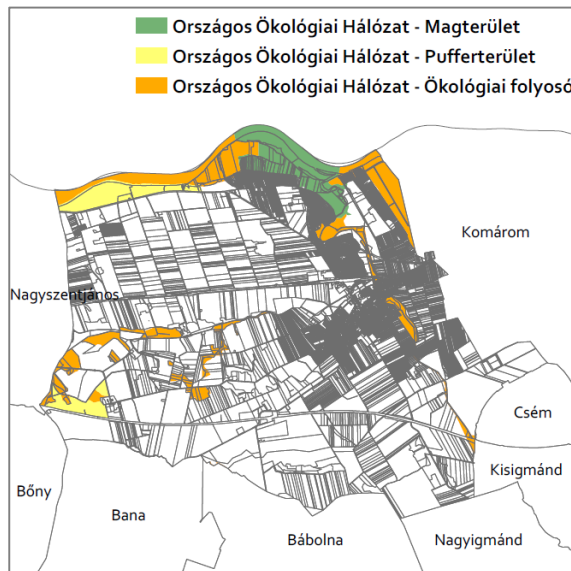 Országos Ökológiai Hálózat - Magterület
Országos Ökológiai Hálózat - Pufferterület
Országos Ökológiai Hálózat - Ökológiai folyosó
Komárom
Nagyszentjános
Csém
Kisigmánd
Bőny
Bana
Bábolna
Nagyigmánd